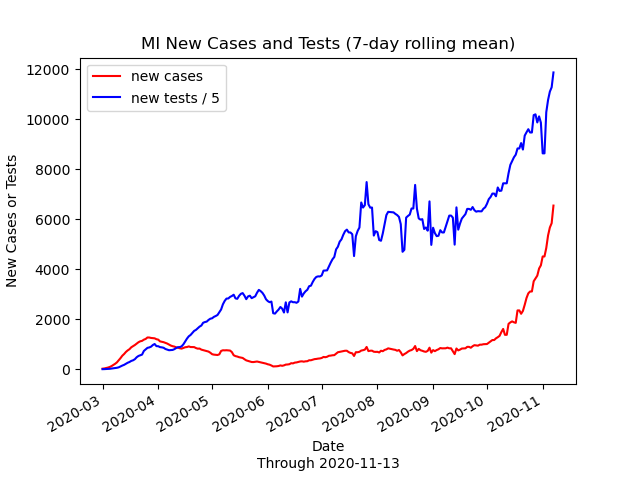 MI New Cases and Tests (7-day rolling mean)
new cases
new tests / 5
12000
10000
8000
6000
4000
2000
0
New Cases or Tests
2020-03
2020-04
2020-05
2020-06
2020-07
2020-08
2020-09
2020-10
2020-11
Date
Through 2020-11-13